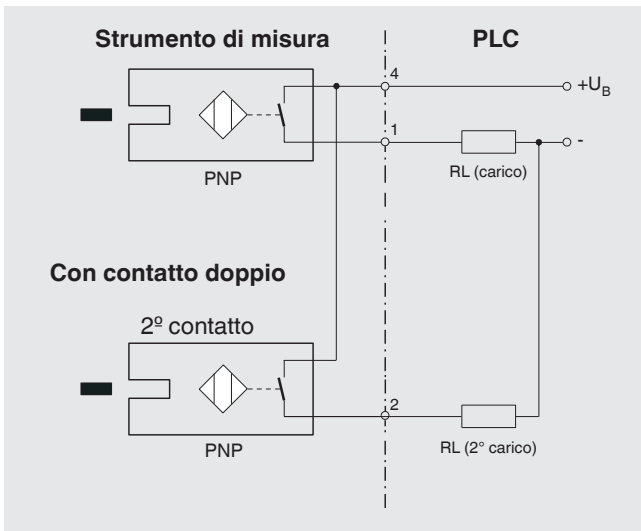 Strumento di misura
PLC
4
+UB
1
-
RL (carico)
PNP
Con contatto doppio
2º contatto
2
RL (2° carico)
PNP